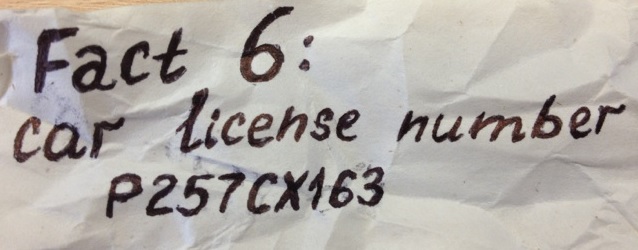 Fact 6:
car license number
P257CX163